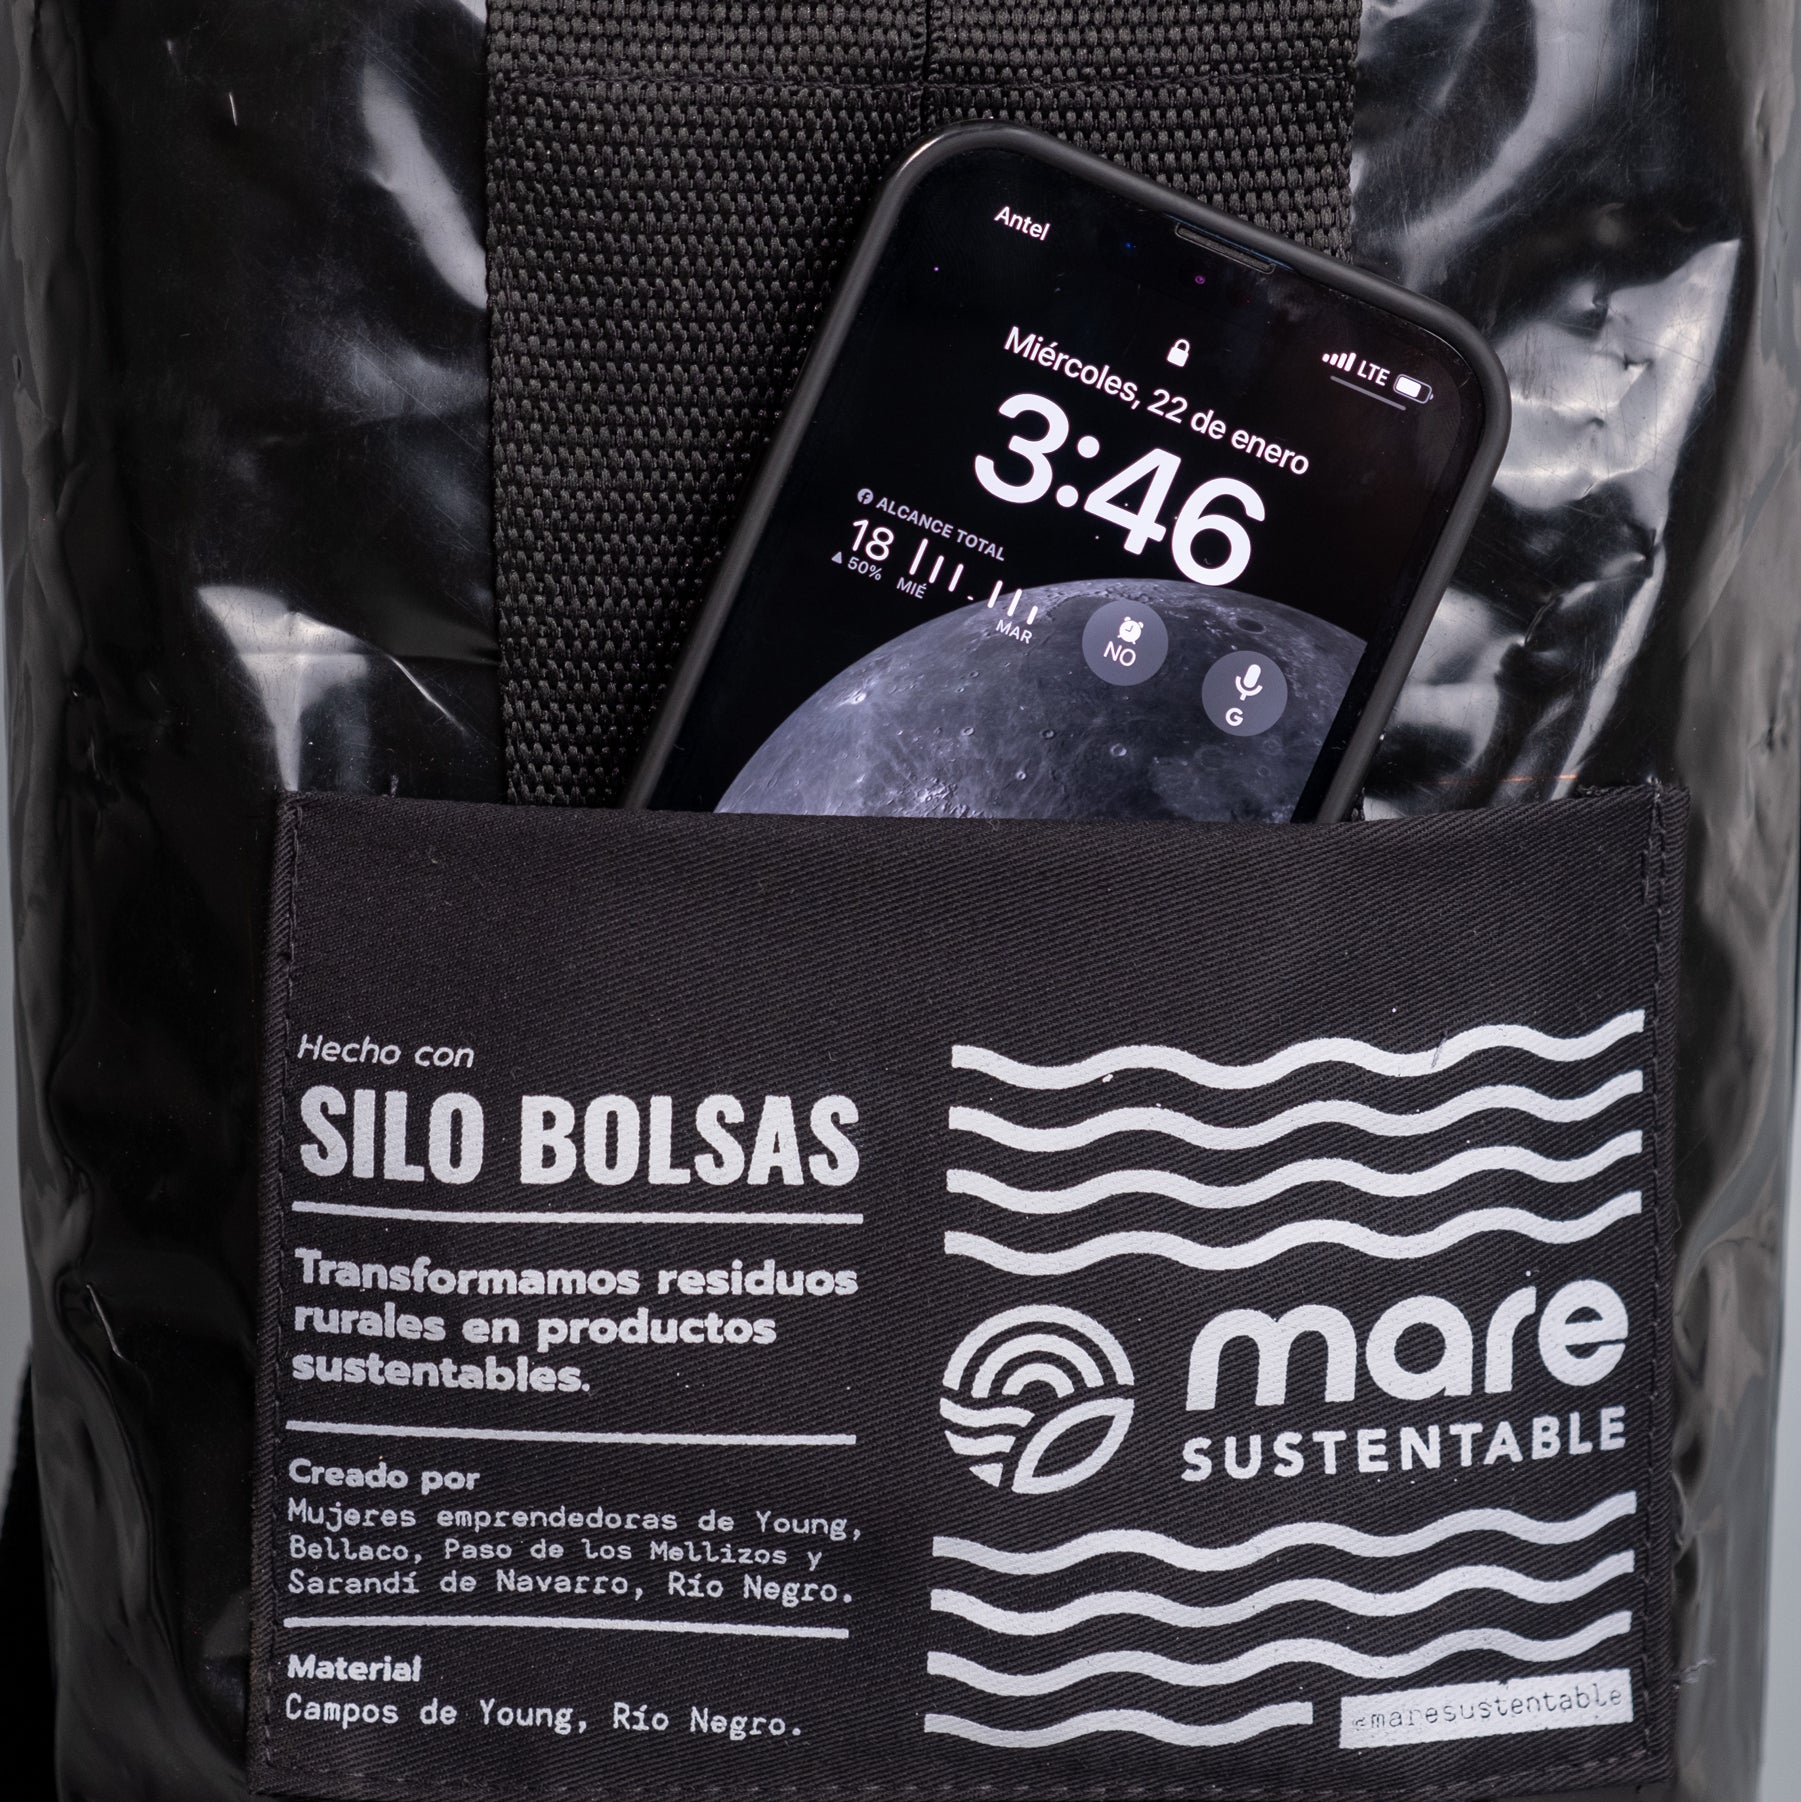 Antel
LTE
Miércoles, 22 de enero
3:46
ALCANCE TOTAL
18
▲ 50%
MIÉ
MAR
NO
G
Hecho con
SILO BOLSAS
Transformamos residuos
rurales en productos
sustentables.
Creado por
Mujeres emprendedoras de Young,
Bellaco, Paso de los Mellizos y
Sarandí de Navarro, Río Negro.
Material
Campos de Young, Río Negro.
mare
SUSTENTABLE
@maresustentable